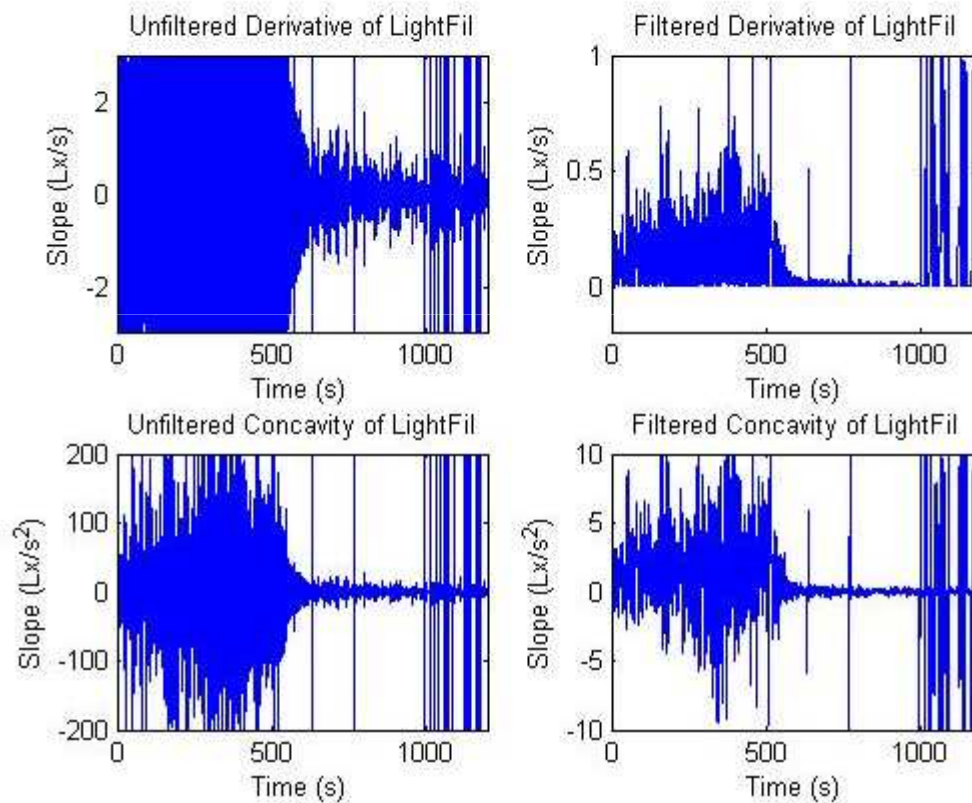 Unfiltered Derivative of LightFil
2
0
-2
Slope (Lx/s)
0
500
1000
Time (s)
Filtered Derivative of LightFil
1
0.5
0
Slope (Lx/s)
0
500
1000
Time (s)
Unfiltered Concavity of LightFil
200
100
0
-100
-200
Slope (Lx/s²)
0
500
1000
Time (s)
Filtered Concavity of LightFil
10
5
0
-5
-10
Slope (Lx/s²)
0
500
1000
Time (s)